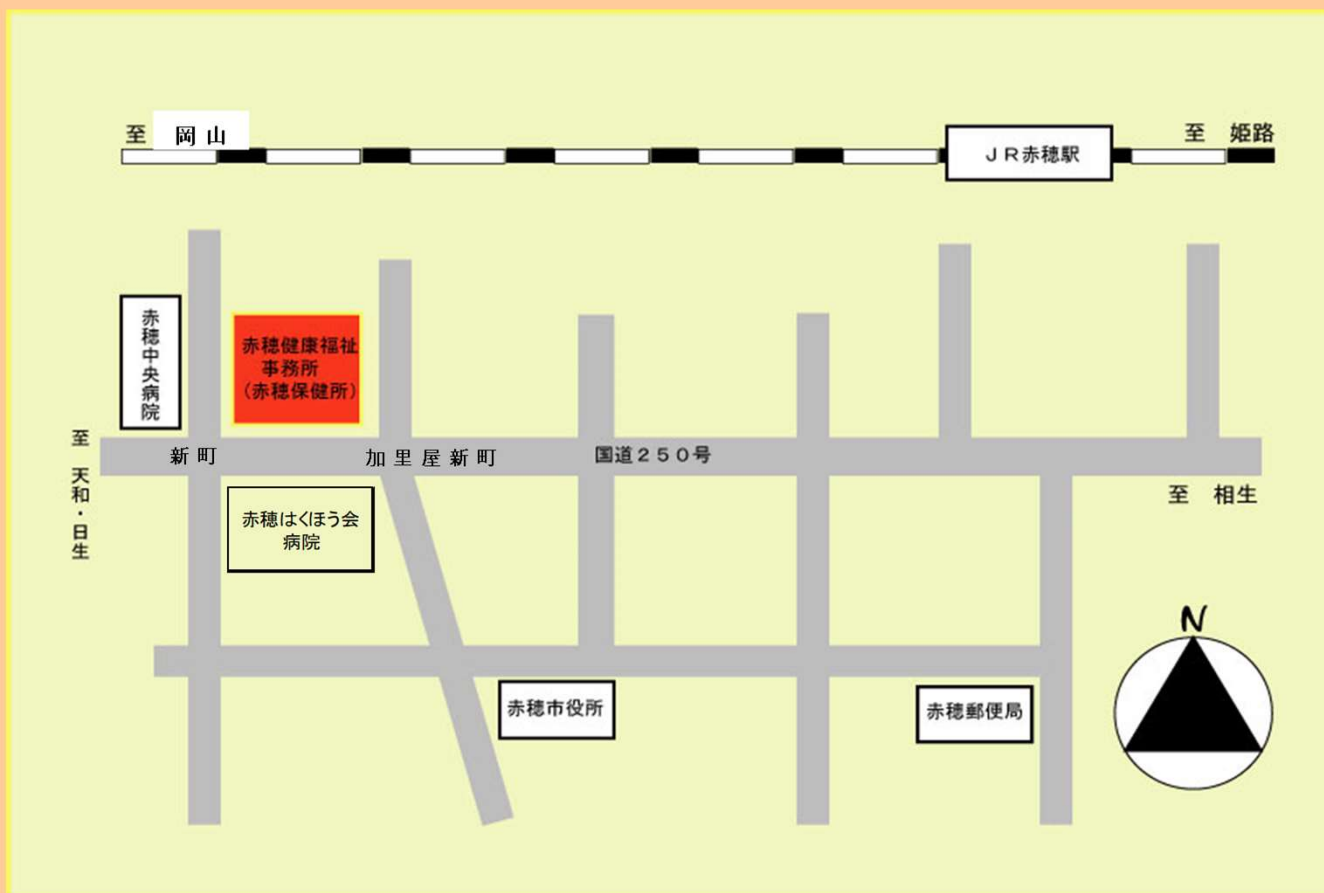 至 岡山
JR赤穂駅
至 姫路
赤穂中央病院
赤穂健康福祉
事務所
(赤穂保健所)
至 天和・日生
新町
加里屋新町
国道250号
至 相生
赤穂はくほう会
病院
N
赤穂市役所
赤穂郵便局